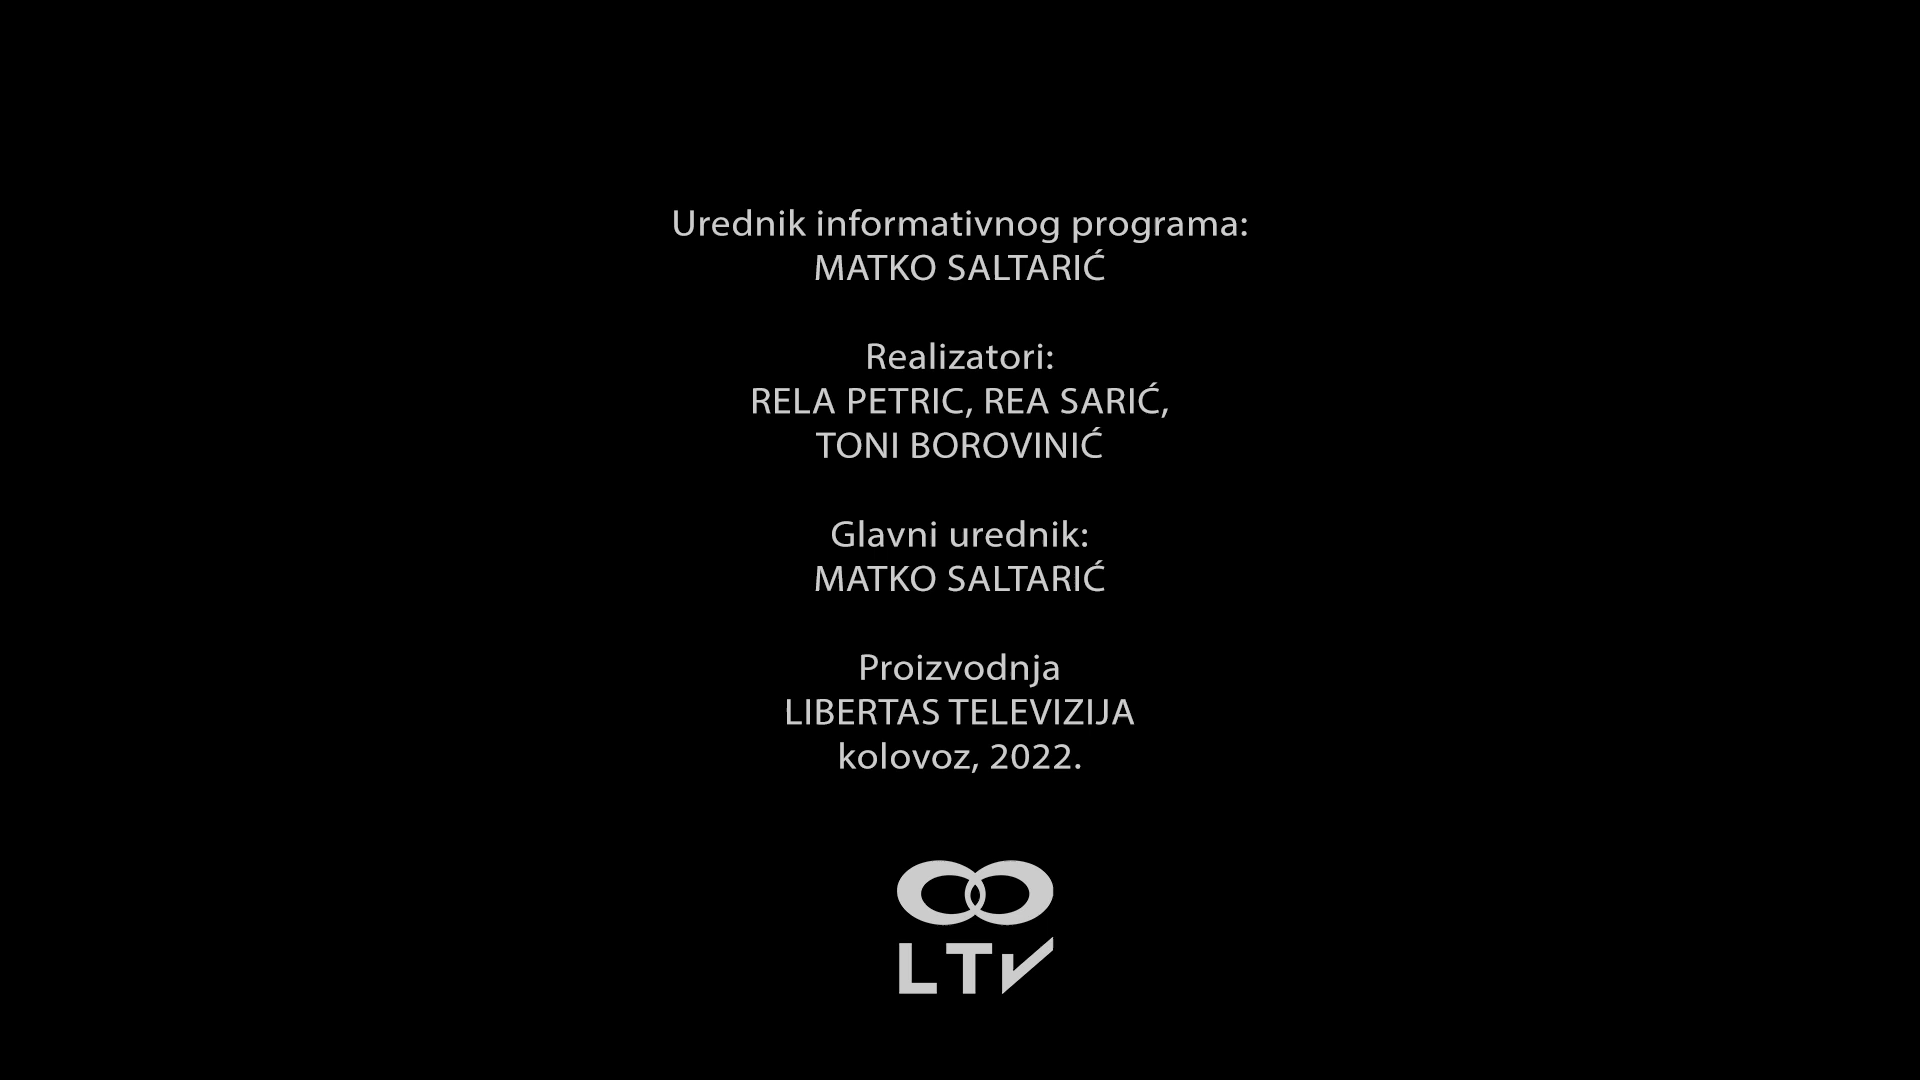 Urednik informativnog programa:
MATKO SALTARIĆ
Realizatori:
RELA PETRIC, REA SARIĆ,
TONI BOROVINIĆ
Glavni urednik:
MATKO SALTARIĆ
Proizvodnja
LIBERTAS TELEVIZIJA
kolovoz, 2022.
LTV